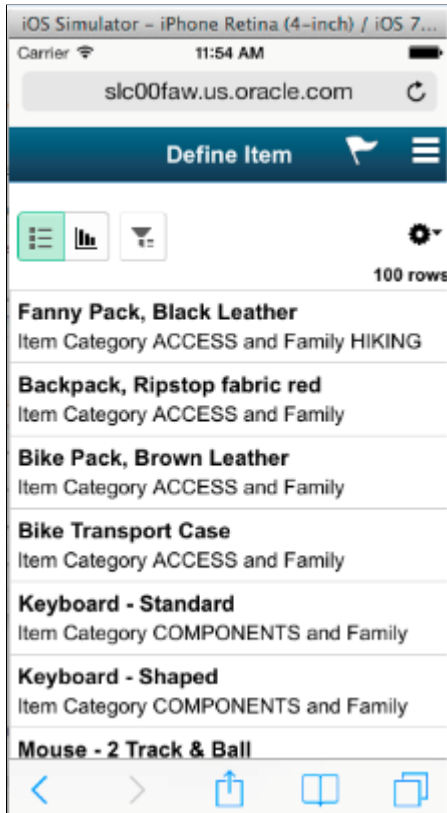 iOS Simulator – iPhone Retina (4-inch) / iOS 7...
Carrier 11:54 AM
slc00faw.us.oracle.com
Define Item
100 rows
Fanny Pack, Black Leather
Item Category ACCESS and Family HIKING
Backpack, Ripstop fabric red
Item Category ACCESS and Family
Bike Pack, Brown Leather
Item Category ACCESS and Family
Bike Transport Case
Item Category ACCESS and Family
Keyboard - Standard
Item Category COMPONENTS and Family
Keyboard - Shaped
Item Category COMPONENTS and Family
Mouse - 2 Track & Ball